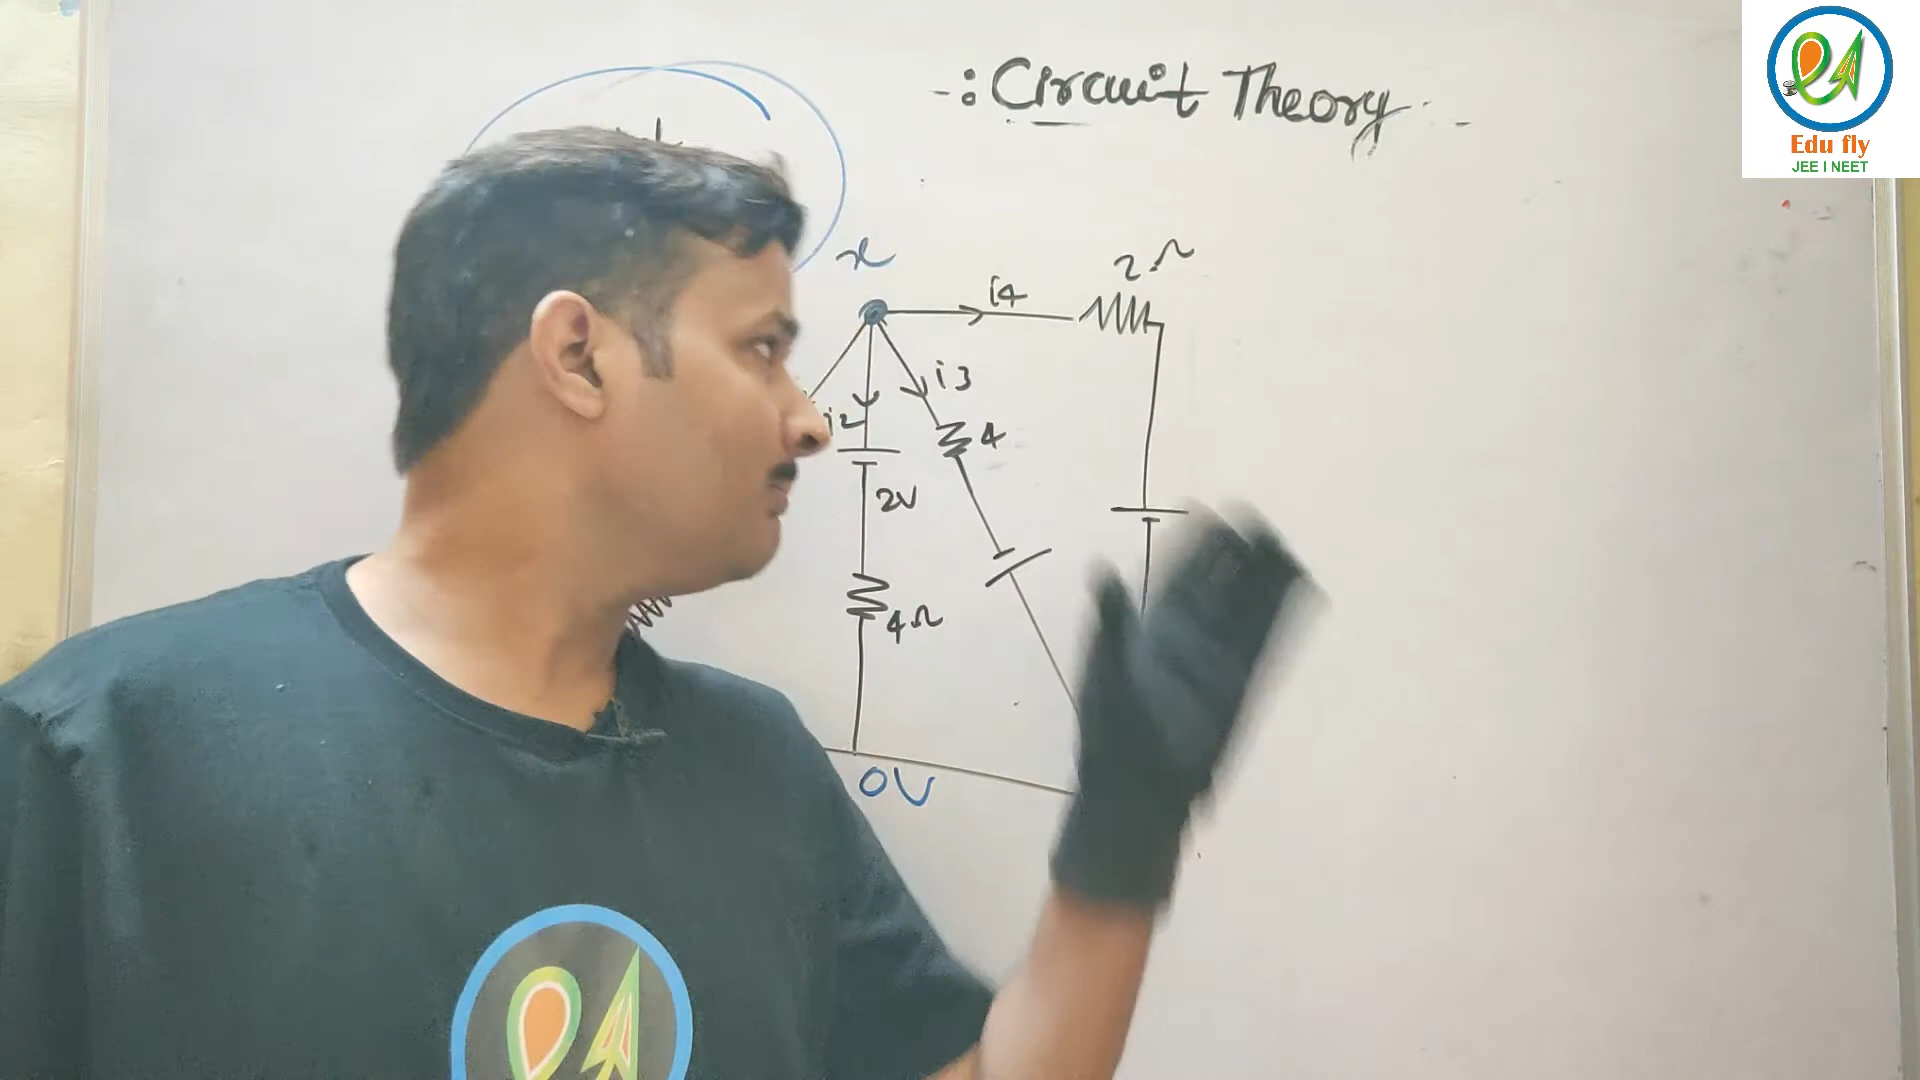 -: Circuit Theory -
Edu fly
JEE I NEET
x
i4
2Ω
i3
i2
4
2V
4Ω
0V